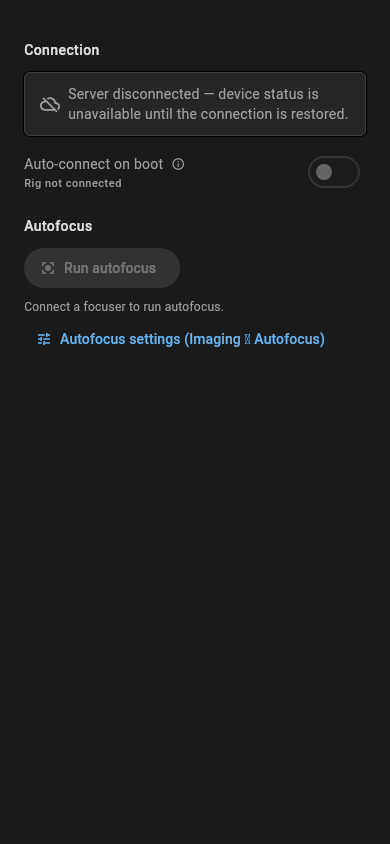 Connection
Server disconnected — device status is
unavailable until the connection is restored.
Auto-connect on boot
Rig not connected
Autofocus
Run autofocus
Connect a focuser to run autofocus.
Autofocus settings (Imaging ▯ Autofocus)